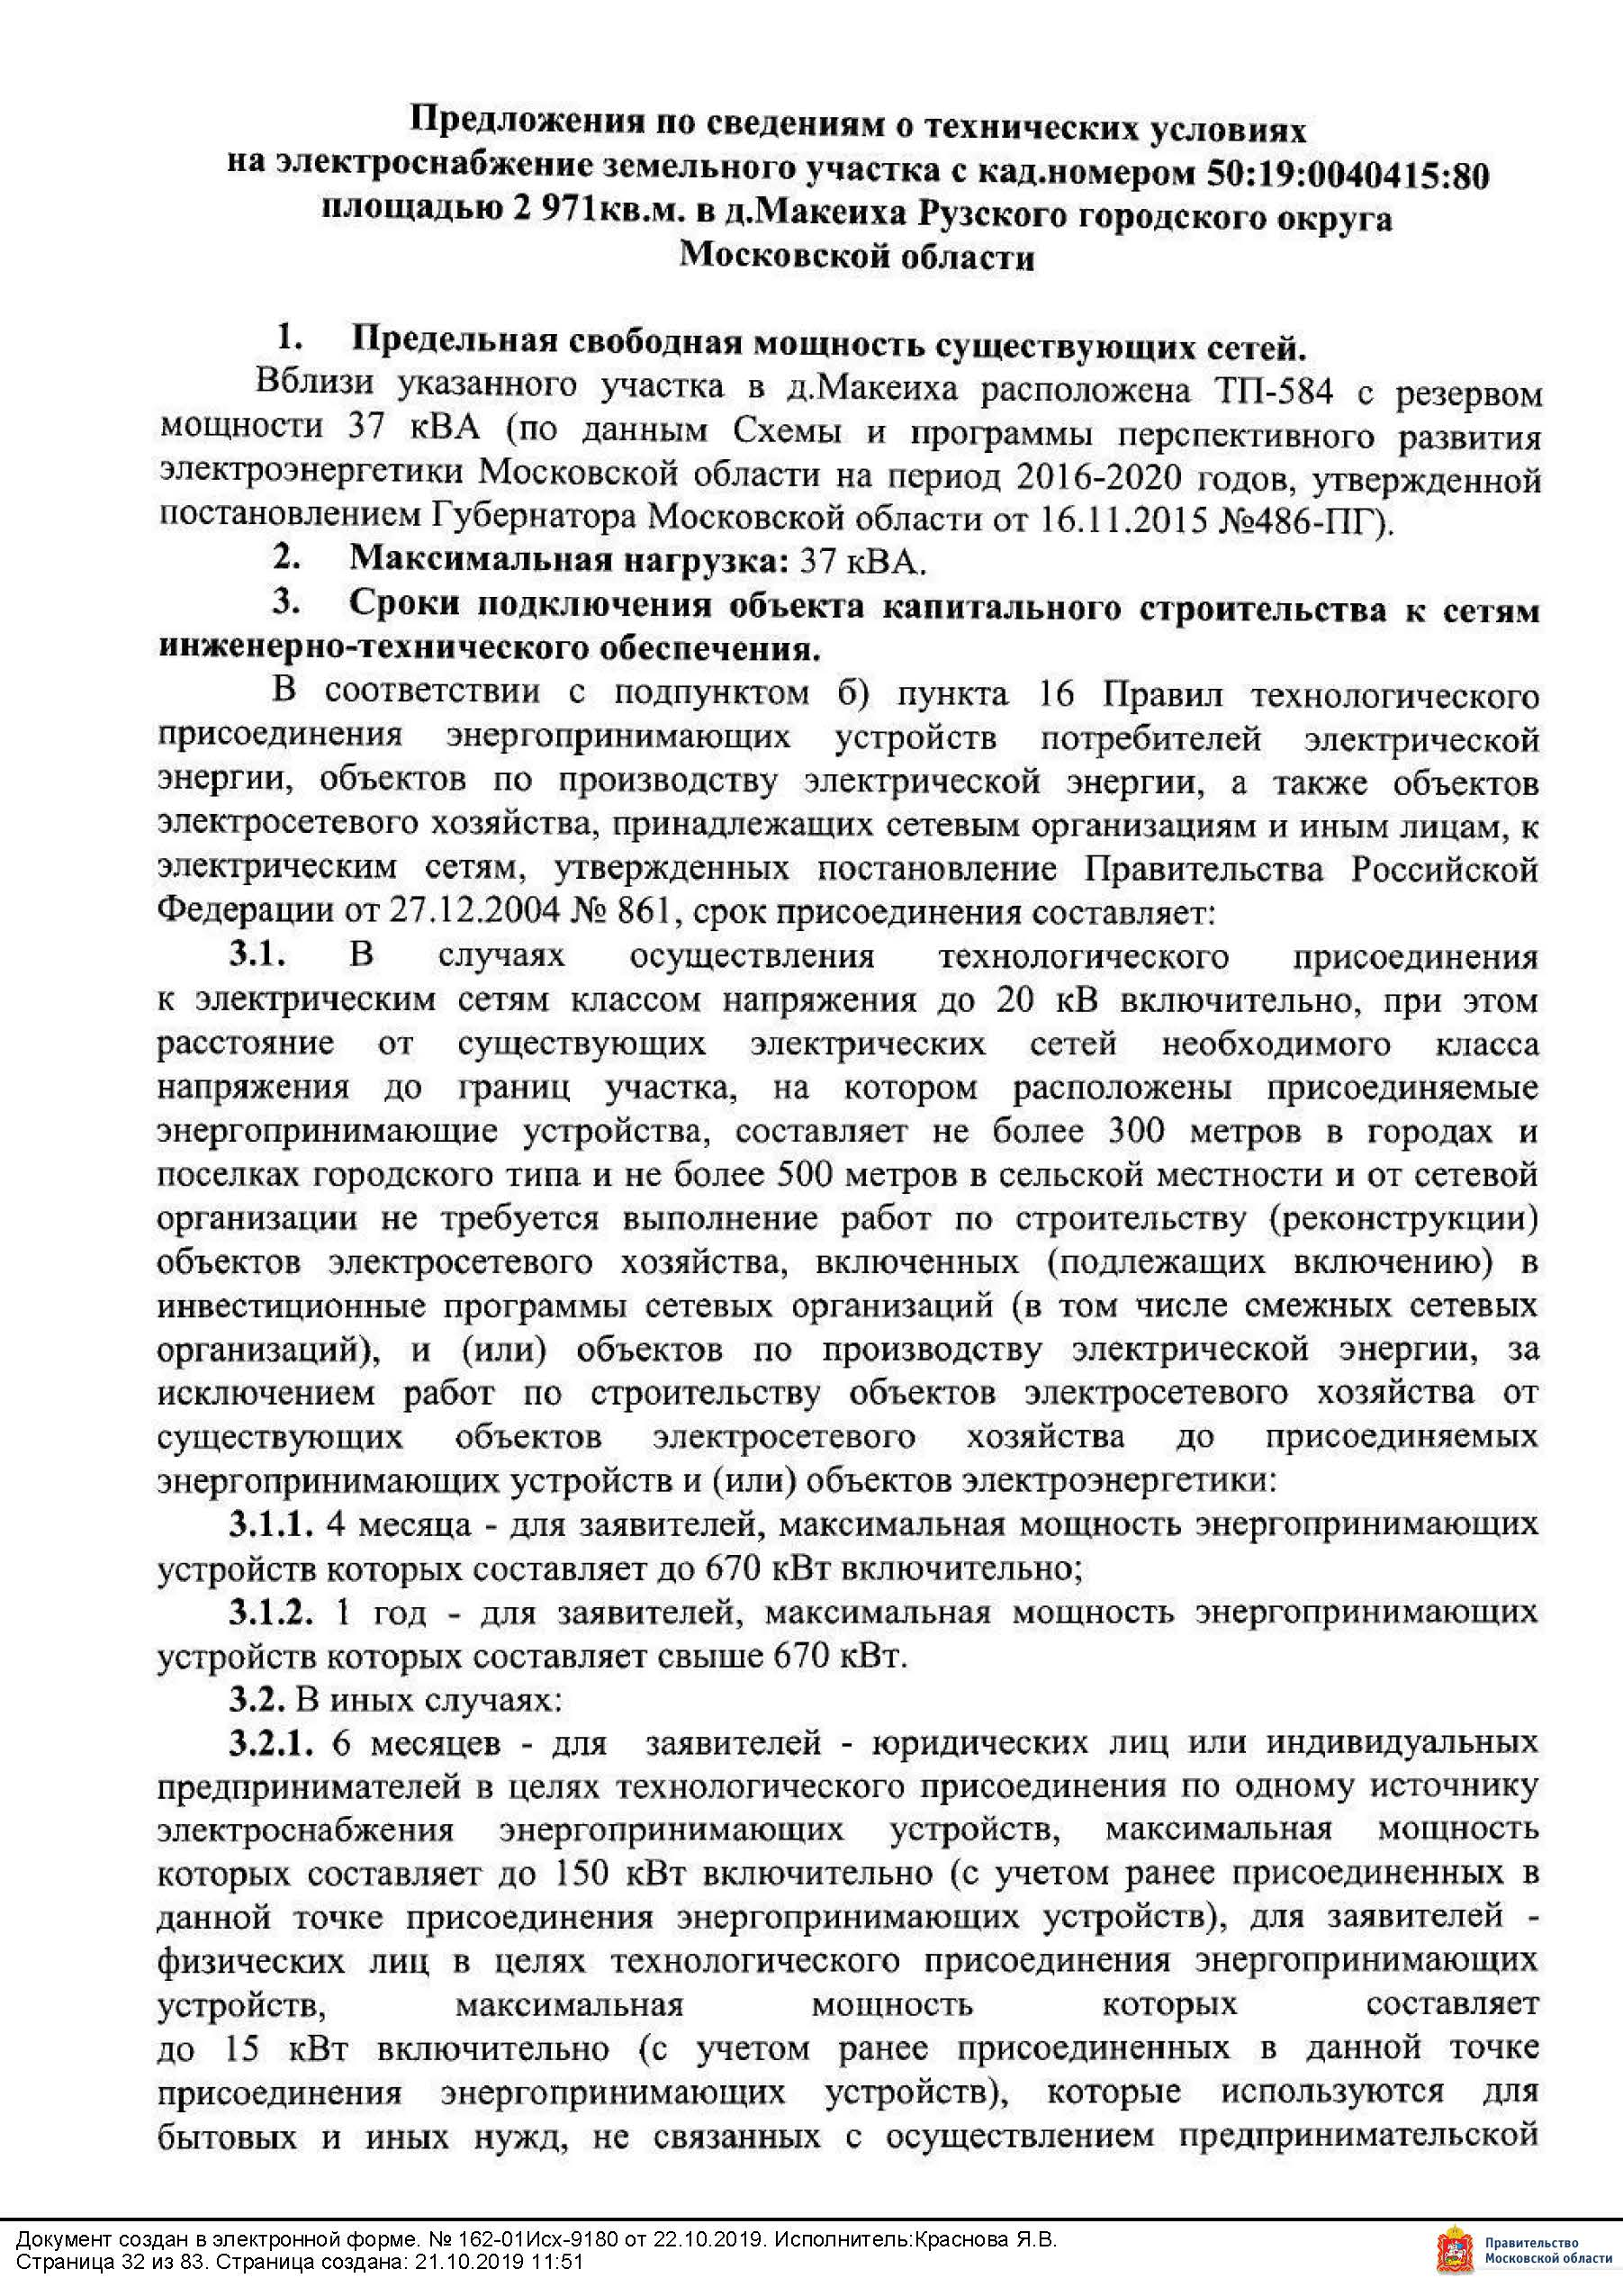 Предложения по сведениям о технических условиях
на электроснабжение земельного участка с кад.номером 50:19:0040415:80
площадью 2 971кв.м. в д.Макеиха Рузского городского округа
Московской области
1. Предельная свободная мощность существующих сетей.
Вблизи указанного участка в д.Макеиха расположена ТП-584 с резервом
мощности 37 кВА (по данным Схемы и программы перспективного развития
электроэнергетики Московской области на период 2016-2020 годов, утвержденной
постановлением Губернатора Московской области от 16.11.2015 №486-ПГ).
2. Максимальная нагрузка: 37 кВА.
3. Сроки подключения объекта капитального строительства к сетям
инженерно-технического обеспечения.
В соответствии с подпунктом б) пункта 16 Правил технологического
присоединения энергопринимающих устройств потребителей электрической
энергии, объектов по производству электрической энергии, а также объектов
электросетевого хозяйства, принадлежащих сетевым организациям и иным лицам, к
электрическим сетям, утвержденных постановление Правительства Российской
Федерации от 27.12.2004 № 861, срок присоединения составляет:
3.1. В случаях осуществления технологического присоединения
к электрическим сетям классом напряжения до 20 кВ включительно, при этом
расстояние от существующих электрических сетей необходимого класса
напряжения до границ участка, на котором расположены присоединяемые
энергопринимающие устройства, составляет не более 300 метров в городах и
поселках городского типа и не более 500 метров в сельской местности и от сетевой
организации не требуется выполнение работ по строительству (реконструкции)
объектов электросетевого хозяйства, включенных (подлежащих включению) в
инвестиционные программы сетевых организаций (в том числе смежных сетевых
организаций), и (или) объектов по производству электрической энергии, за
исключением работ по строительству объектов электросетевого хозяйства от
существующих объектов электросетевого хозяйства до присоединяемых
энергопринимающих устройств и (или) объектов электроэнергетики:
3.1.1. 4 месяца - для заявителей, максимальная мощность энергопринимающих
устройств которых составляет до 670 кВт включительно;
3.1.2. 1 год - для заявителей, максимальная мощность энергопринимающих
устройств которых составляет свыше 670 кВт.
3.2. В иных случаях:
3.2.1. 6 месяцев - для заявителей - юридических лиц или индивидуальных
предпринимателей в целях технологического присоединения по одному источнику
электроснабжения энергопринимающих устройств, максимальная мощность
которых составляет до 150 кВт включительно (с учетом ранее присоединенных в
данной точке присоединения энергопринимающих устройств), для заявителей -
физических лиц в целях технологического присоединения энергопринимающих
устройств, максимальная мощность которых составляет
до 15 кВт включительно (с учетом ранее присоединенных в данной точке
присоединения энергопринимающих устройств), которые используются для
бытовых и иных нужд, не связанных с осуществлением предпринимательской
Документ создан в электронной форме. № 162-01Исх-9180 от 22.10.2019. Исполнитель:Краснова Я.В.
Страница 32 из 83. Страница создана: 21.10.2019 11:51
Правительство
Московской области